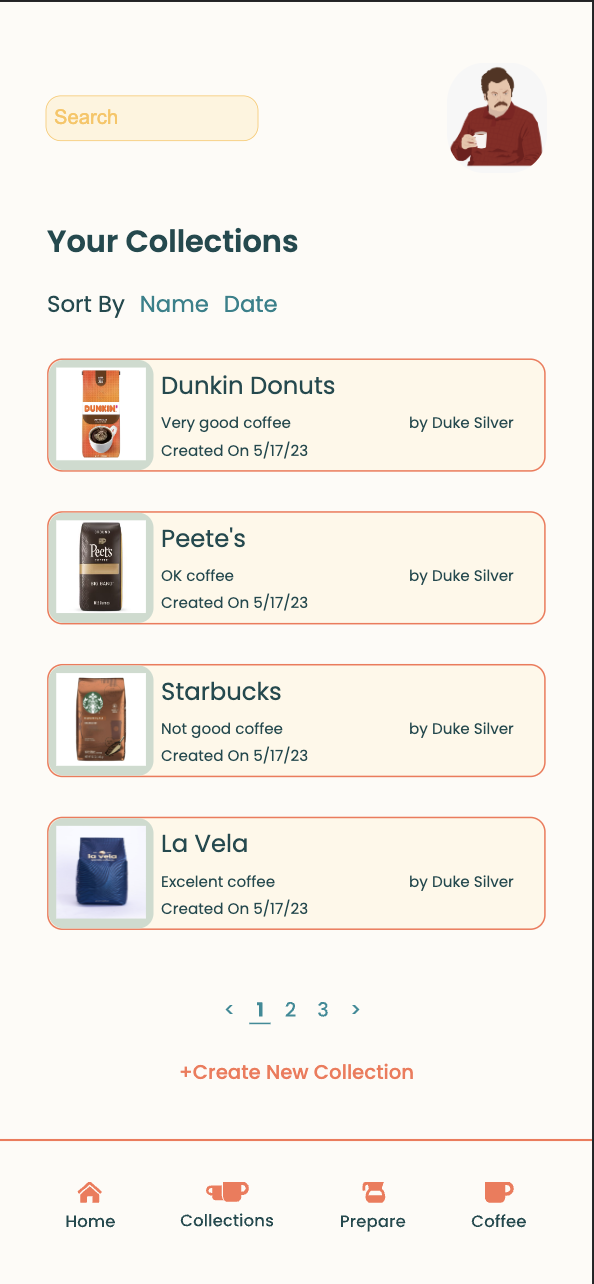 Search
Your Collections
Sort By Name Date
DUNKIN'
Dunkin Donuts
Very good coffee by Duke Silver
Created On 5/17/23
Peet's
COFFEE
Peete's
OK coffee by Duke Silver
Created On 5/17/23
Starbucks
Not good coffee by Duke Silver
Created On 5/17/23
la vela
La Vela
Excelent coffee by Duke Silver
Created On 5/17/23
< 1 2 3 >
+Create New Collection
Home Collections Prepare Coffee